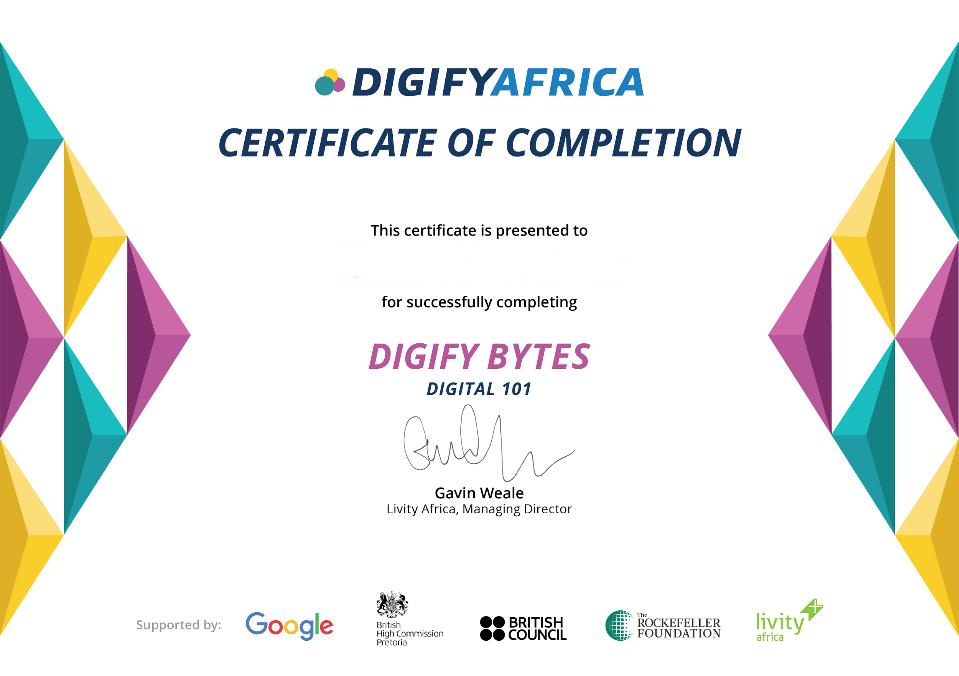 DIGIFYAFRICA
CERTIFICATE OF COMPLETION
This certificate is presented to
for successfully completing
DIGIFY BYTES
DIGITAL 101
Gavin Weale
Livity Africa, Managing Director
Supported by:
Google
British
High Commission
Pretoria
BRITISH
COUNCIL
The
ROCKEFELLER
FOUNDATION
livity
africa